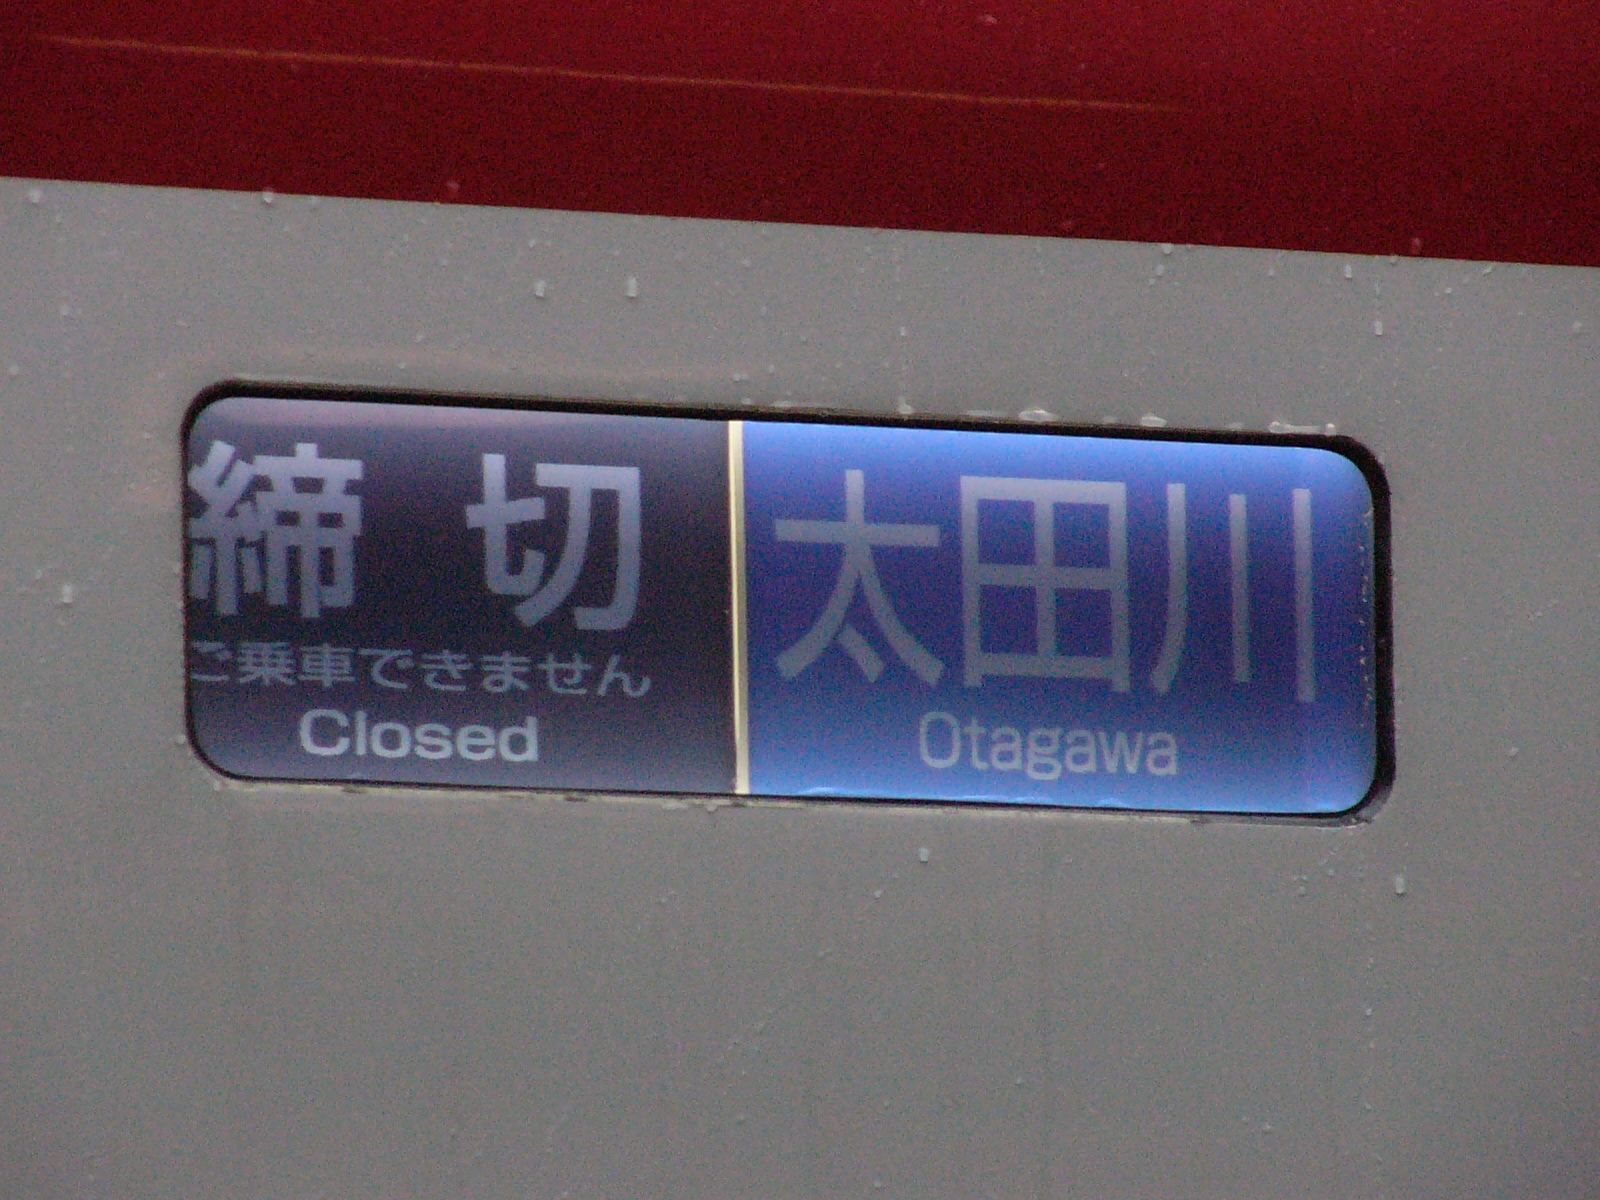 締切
ご乗車できません
Closed
太田川
Otagawa